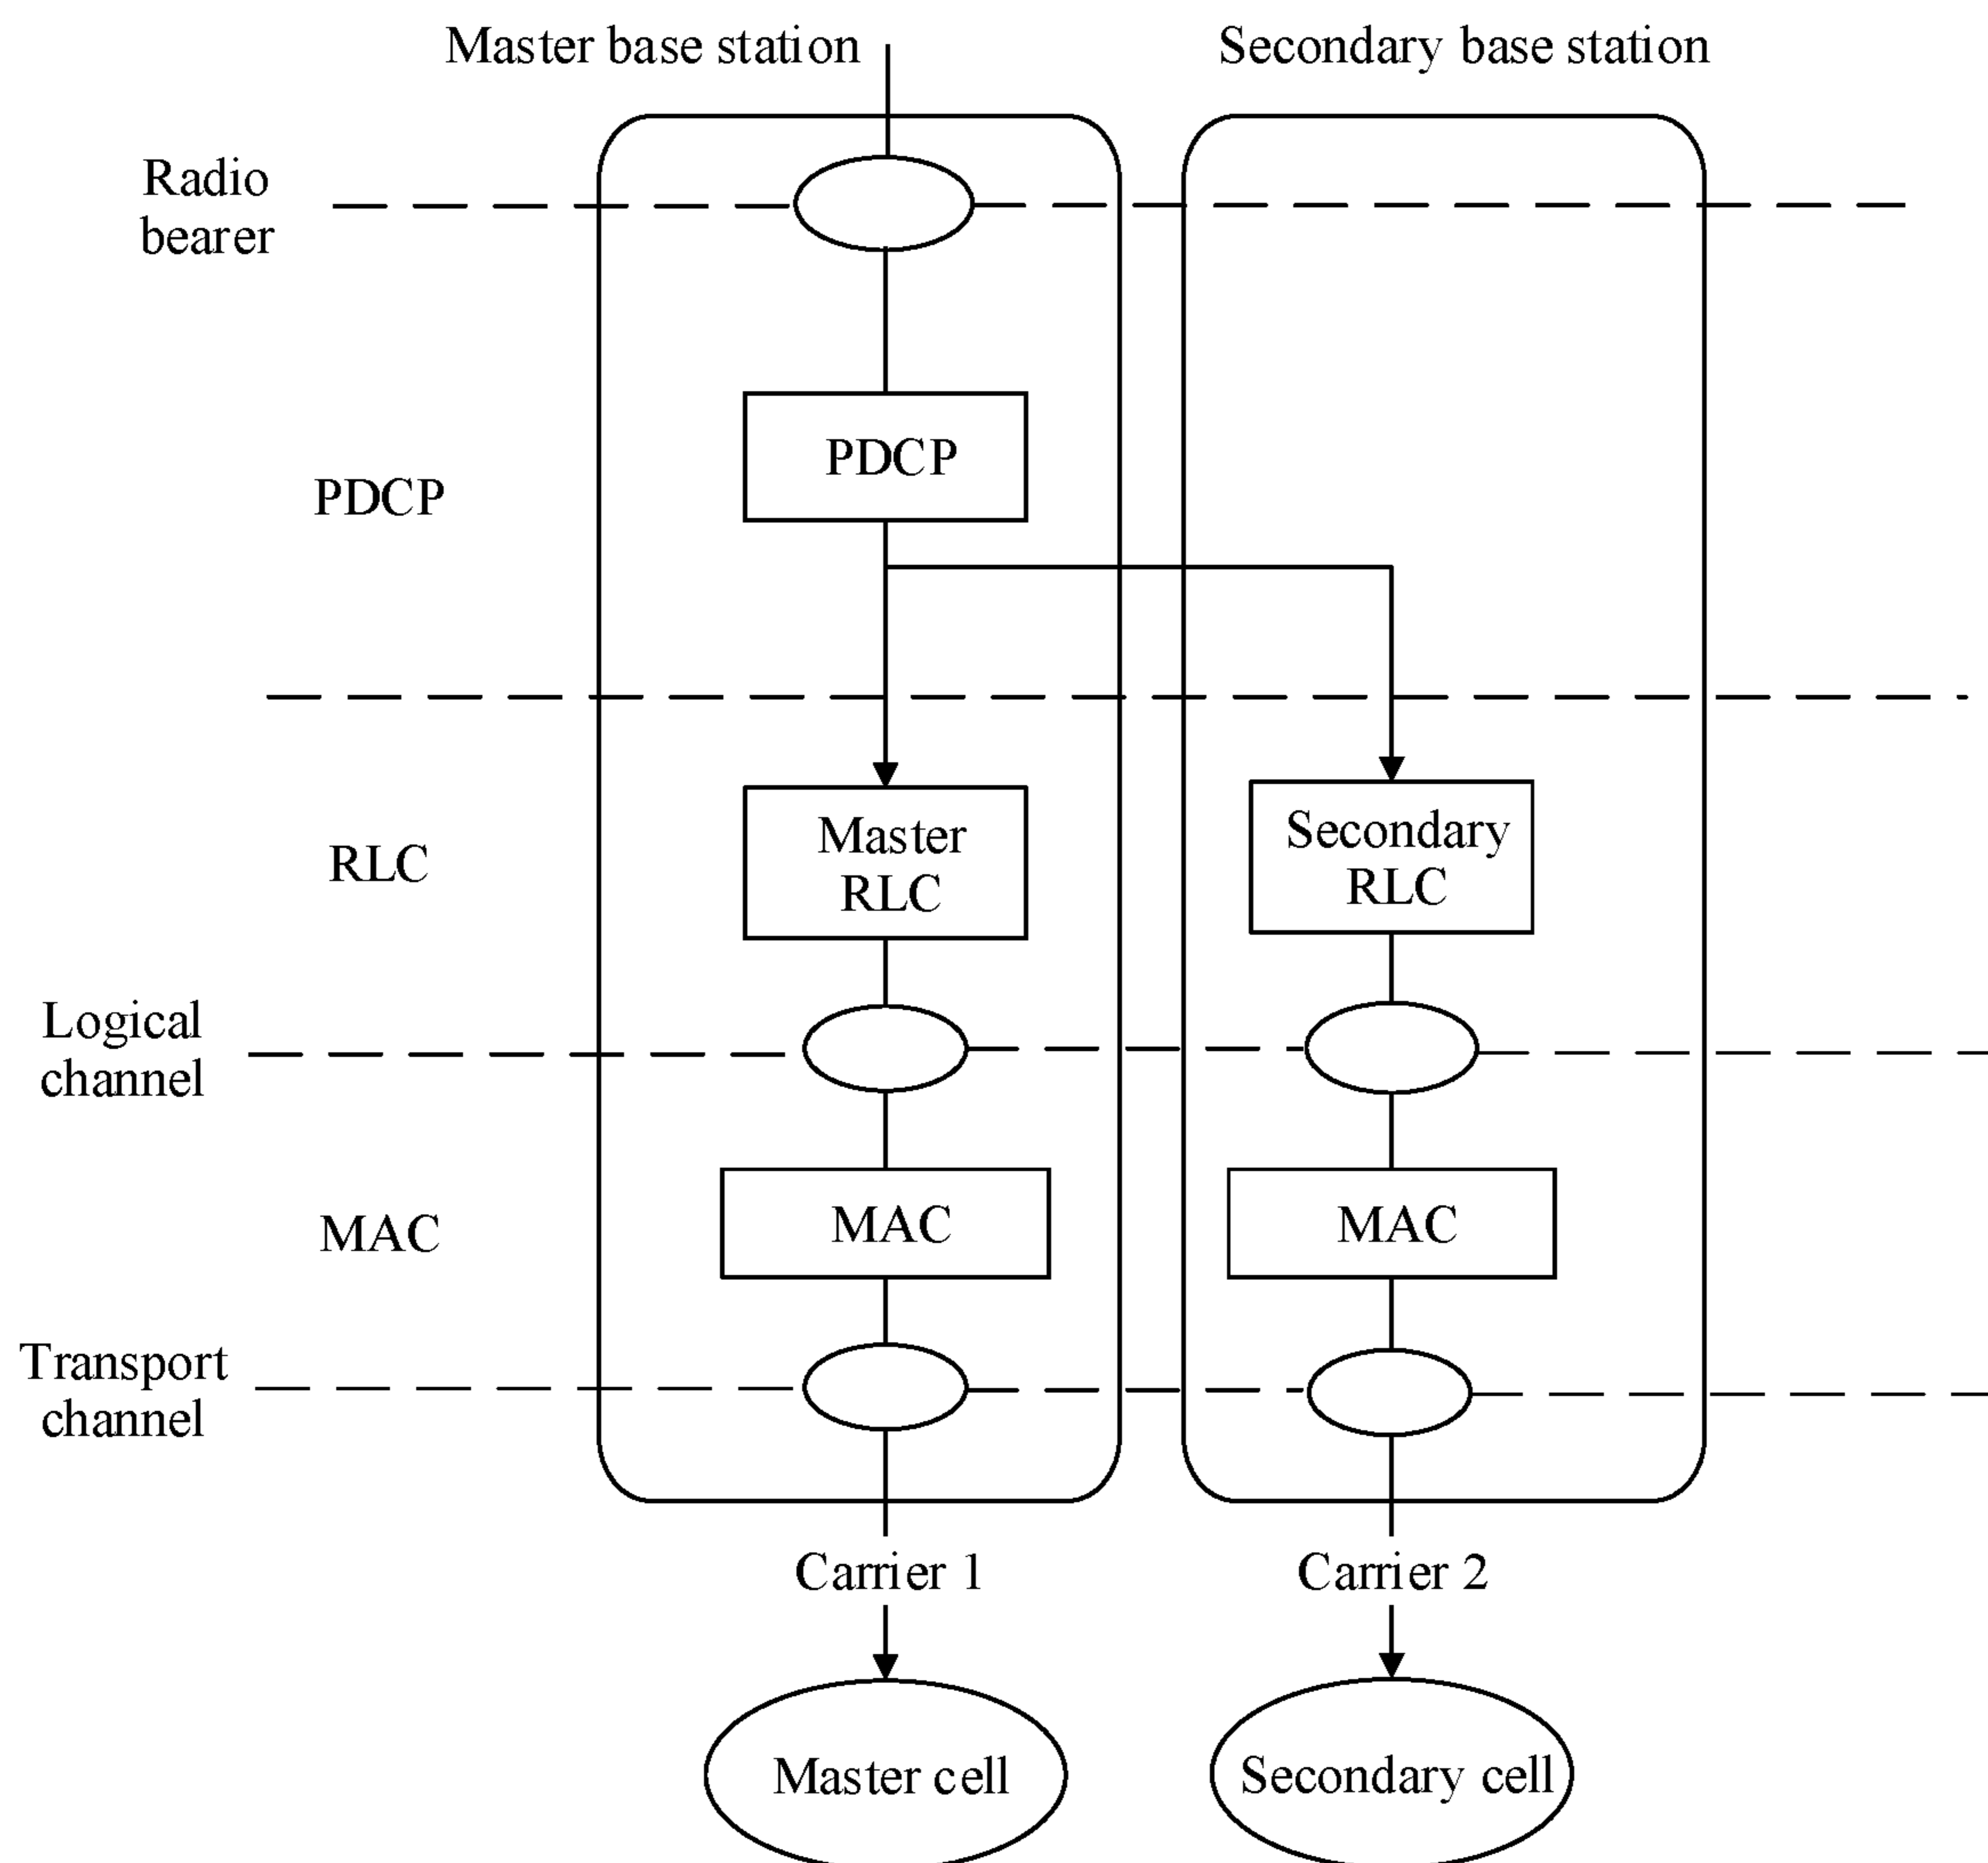 Master base station
Secondary base station
Radio
bearer
PDCP
PDCP
Master
RLC
Secondary
RLC
RLC
Logical
channel
MAC
MAC
MAC
Transport
channel
Carrier 1
Carrier 2
Master cell
Secondary cell